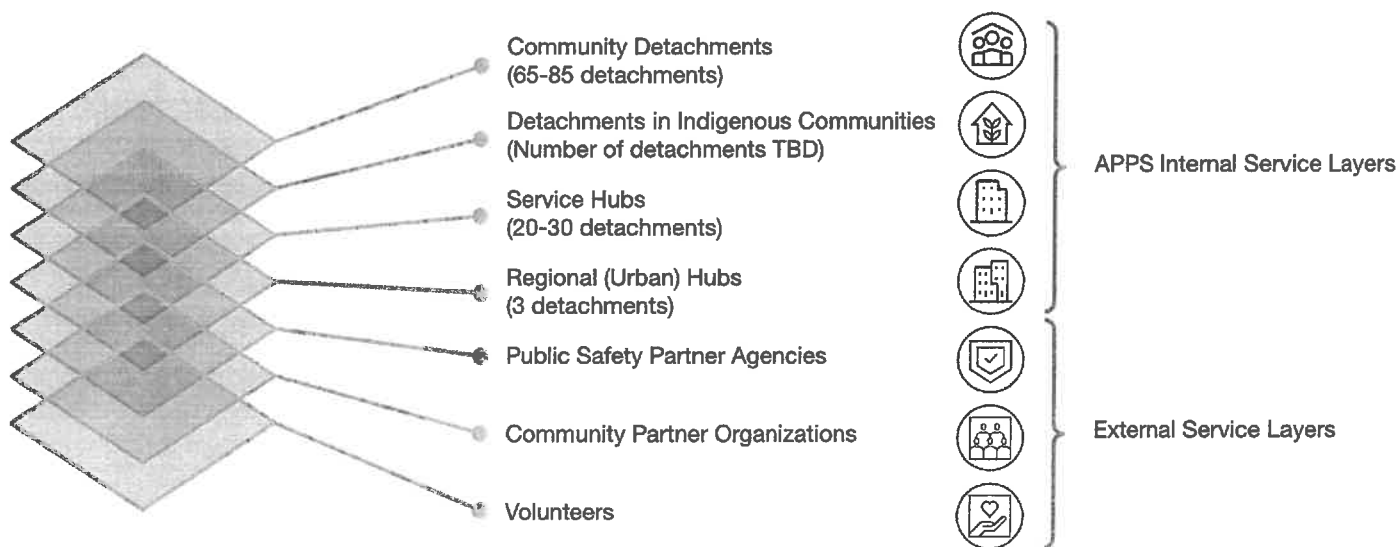 Community Detachments
(65-85 detachments)
Detachments in Indigenous Communities
(Number of detachments TBD)
APPS Internal Service Layers
Service Hubs
(20-30 detachments)
Regional (Urban) Hubs
(3 detachments)
Public Safety Partner Agencies
Community Partner Organizations
External Service Layers
Volunteers